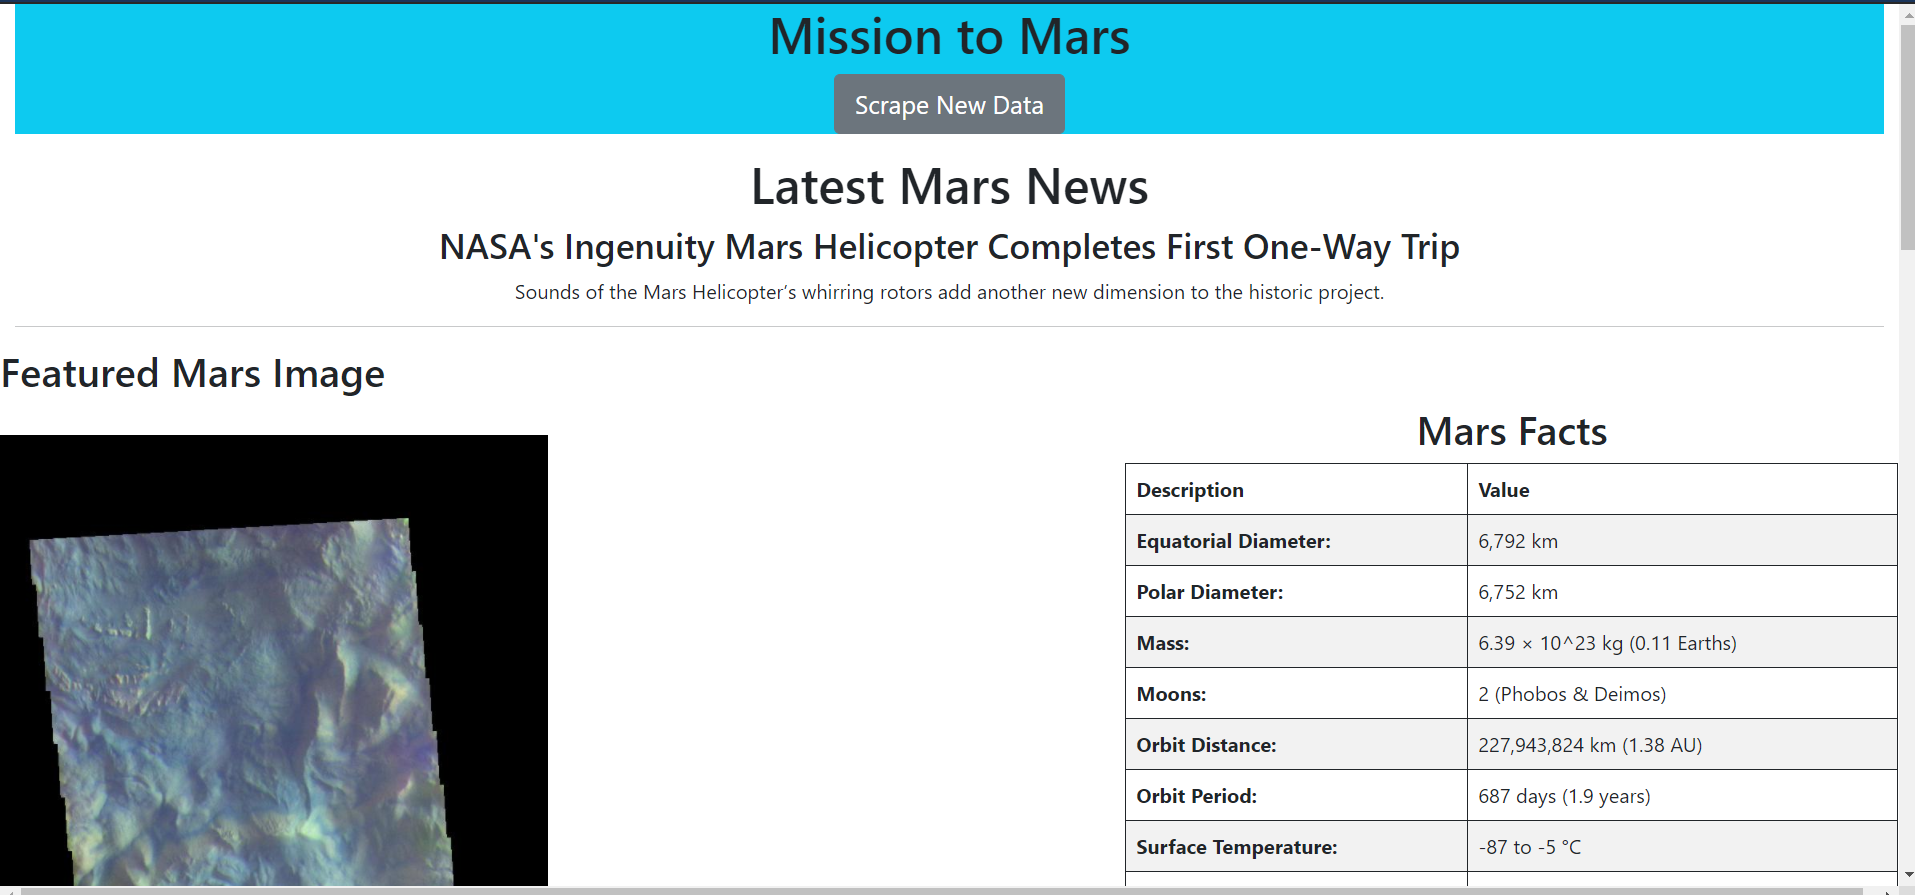 Mission to Mars
Scrape New Data
Latest Mars News
NASA's Ingenuity Mars Helicopter Completes First One-Way Trip
Sounds of the Mars Helicopter’s whirring rotors add another new dimension to the historic project.
Featured Mars Image
Mars Facts
Description Value
Equatorial Diameter: 6,792 km
Polar Diameter: 6,752 km
Mass: 6.39 × 10^23 kg (0.11 Earths)
Moons: 2 (Phobos & Deimos)
Orbit Distance: 227,943,824 km (1.38 AU)
Orbit Period: 687 days (1.9 years)
Surface Temperature: -87 to -5 °C